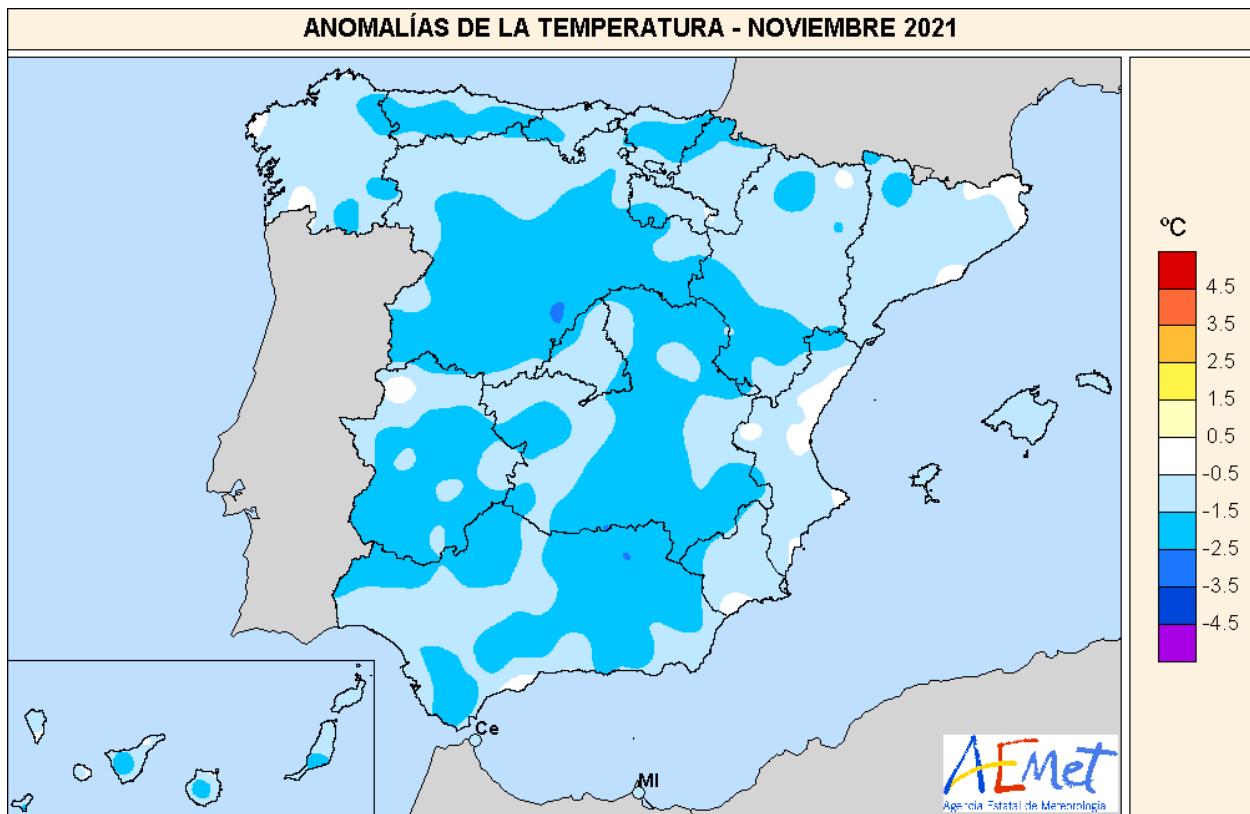 ANOMALÍAS DE LA TEMPERATURA - NOVIEMBRE 2021
ºC
4.5
3.5
2.5
1.5
0.5
-0.5
-1.5
-2.5
-3.5
-4.5
Ce
Ml
AEMet
Agencia Estatal de Meteorología